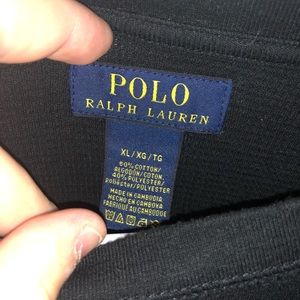 POLO
RALPH LAUREN
XL/XG/TG
60% COTTON/
ALGODÓN/COTON,
40% POLYESTER/
POLIÉSTER/POLYESTER
MADE IN CAMBODIA
HECHO EN CAMBOYA
FAB. AU CAMBODGE